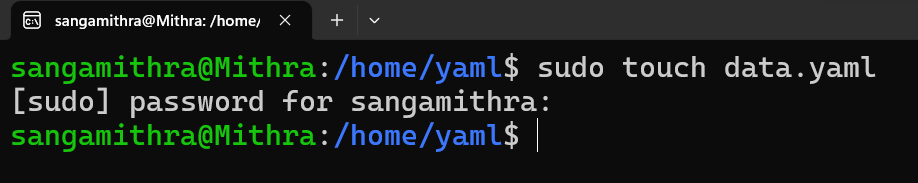 sangamithra@Mithra: /home/
sangamithra@Mithra:/home/yaml$ sudo touch data.yaml
[sudo] password for sangamithra:
sangamithra@Mithra:/home/yaml$